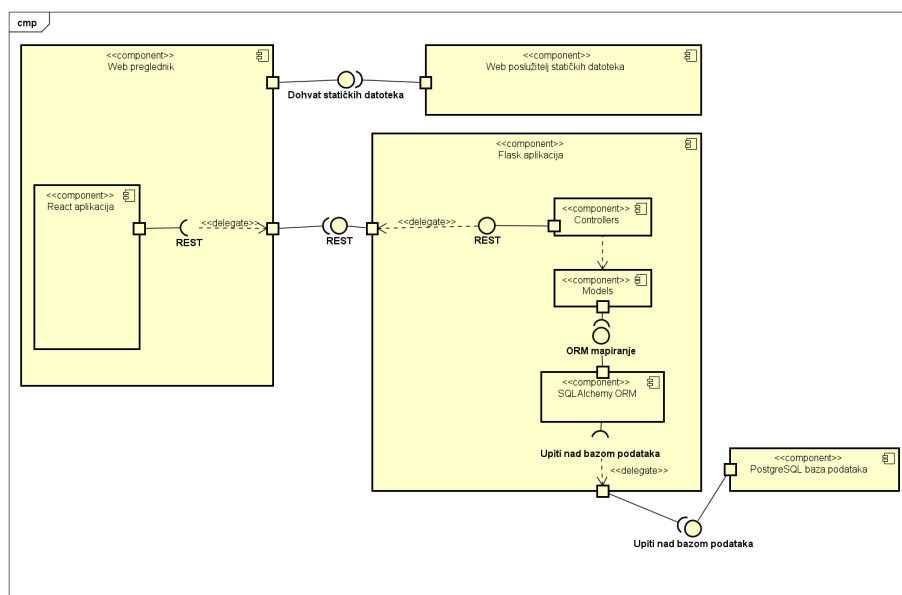 cmp
<<component>>
Web preglednik
<<component>>
Web poslužitelj statičkih datoteka
Dohvat statičkih datoteka
<<component>>
Flask aplikacija
<<component>>
React aplikacija
REST
<<delegate>>
REST
<<delegate>>
REST
<<component>>
Controllers
<<component>>
Models
ORM mapiranje
<<component>>
SQLAlchemy ORM
Upiti nad bazom podataka
<<delegate>>
<<component>>
PostgreSQL baza podataka
Upiti nad bazom podataka